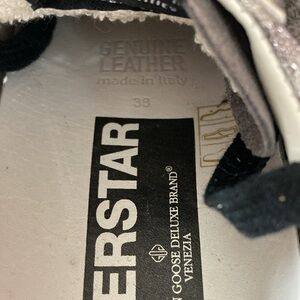 GENUINE
LEATHER
made in Italy
38
ERSTAR
N GOOSE DELUXE BRAND®
VENEZIA